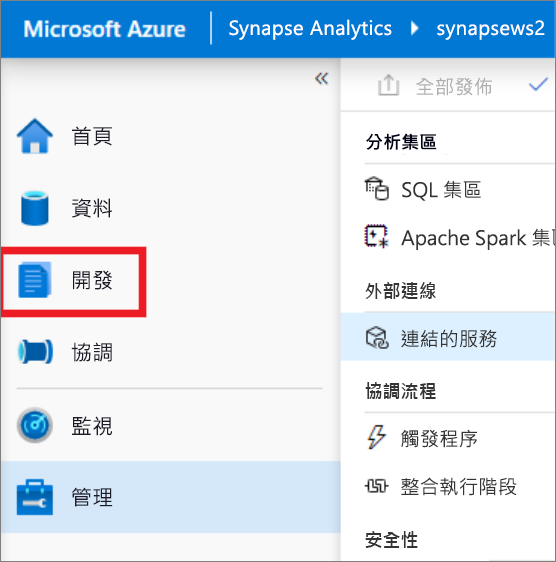 Microsoft Azure
Synapse Analytics
synapsews2
«
首頁
資料
開發
協調
監視
管理
全部發佈
分析集區
SQL 集區
Apache Spark 集
外部連線
連結的服務
協調流程
觸發程序
整合執行階段
安全性